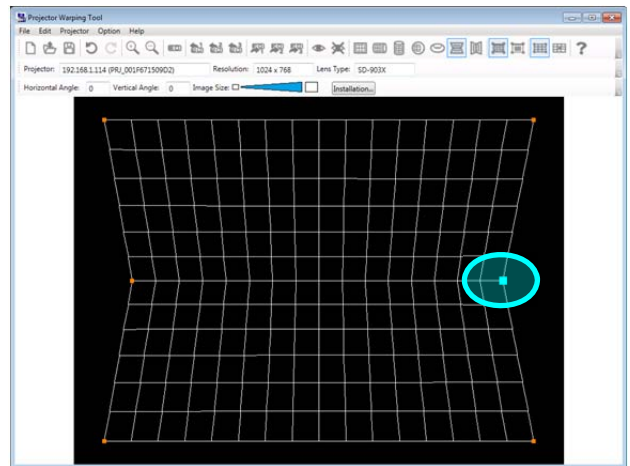 Projector Warping Tool
File Edit Projector Option Help
?
Projector: 192.168.1.114 (PRJ_001F671509D2) Resolution: 1024 x 768 Lens Type: SD-903X
Horizontal Angle: 0 Vertical Angle: 0 Image Size: Installation...